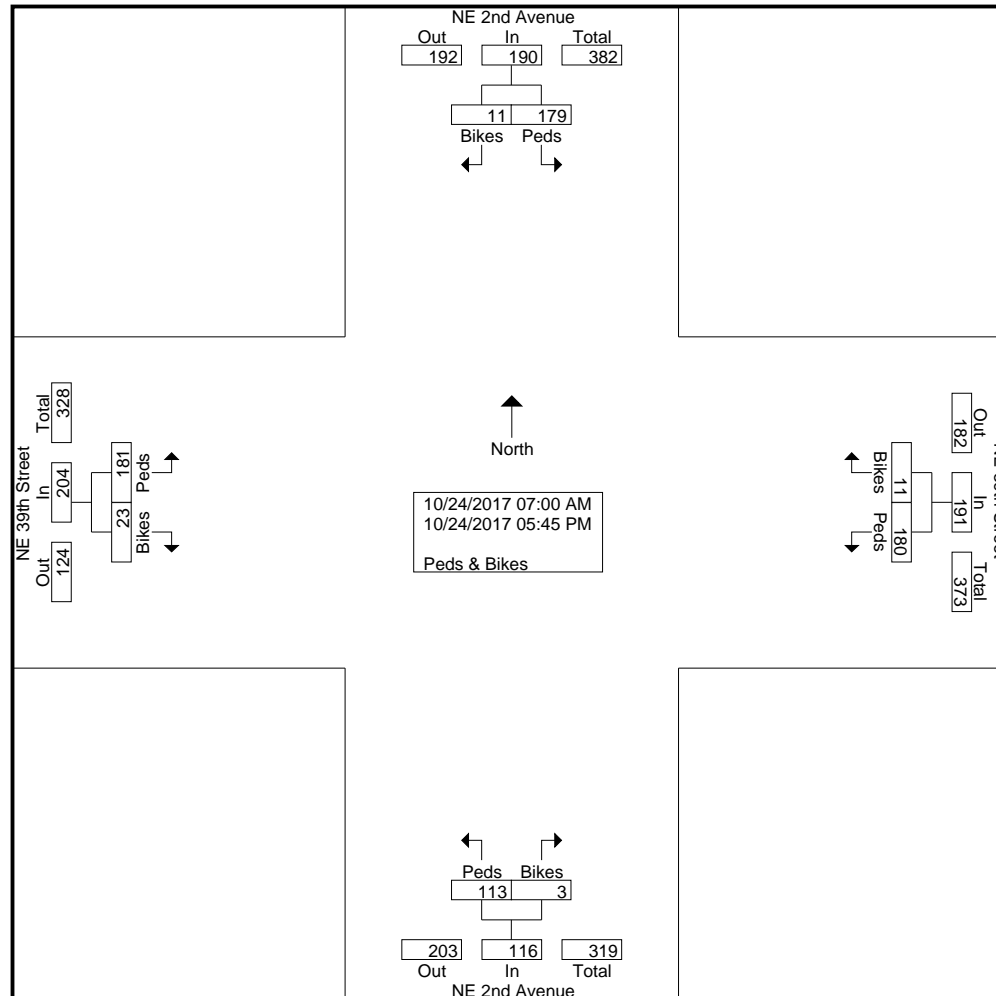 NE 2nd Avenue
Out In Total
192 190 382
11 179
Bikes Peds
NE 39th Street
Total In Out
328 204 124
181 23
Peds Bikes
North
10/24/2017 07:00 AM
10/24/2017 05:45 PM
Peds & Bikes
Bikes Peds
11 180
Out In Total
182 191 373
Peds Bikes
113 3
203 116 319
Out In Total
NE 2nd Avenue